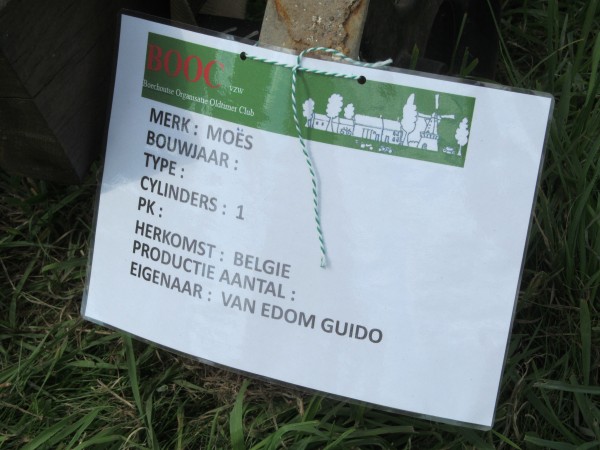 BOOC vzw
Boechoutse Organisatie Oldtimer Club
MERK : MOËS
BOUWJAAR :
TYPE :
CYLINDERS : 1
PK :
HERKOMST : BELGIE
PRODUCTIE AANTAL :
EIGENAAR : VAN EDOM GUIDO